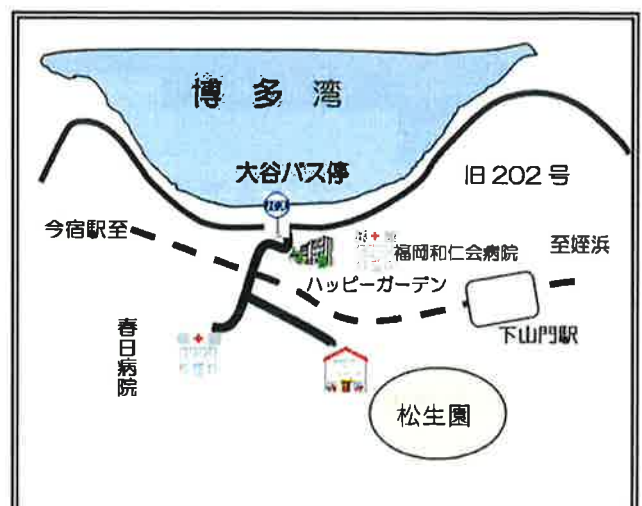 博多湾
大谷バス停
旧202号
今宿駅至
福岡和仁会病院
至姪浜
ハッピーガーデン
春日病院
下山門駅
松生園